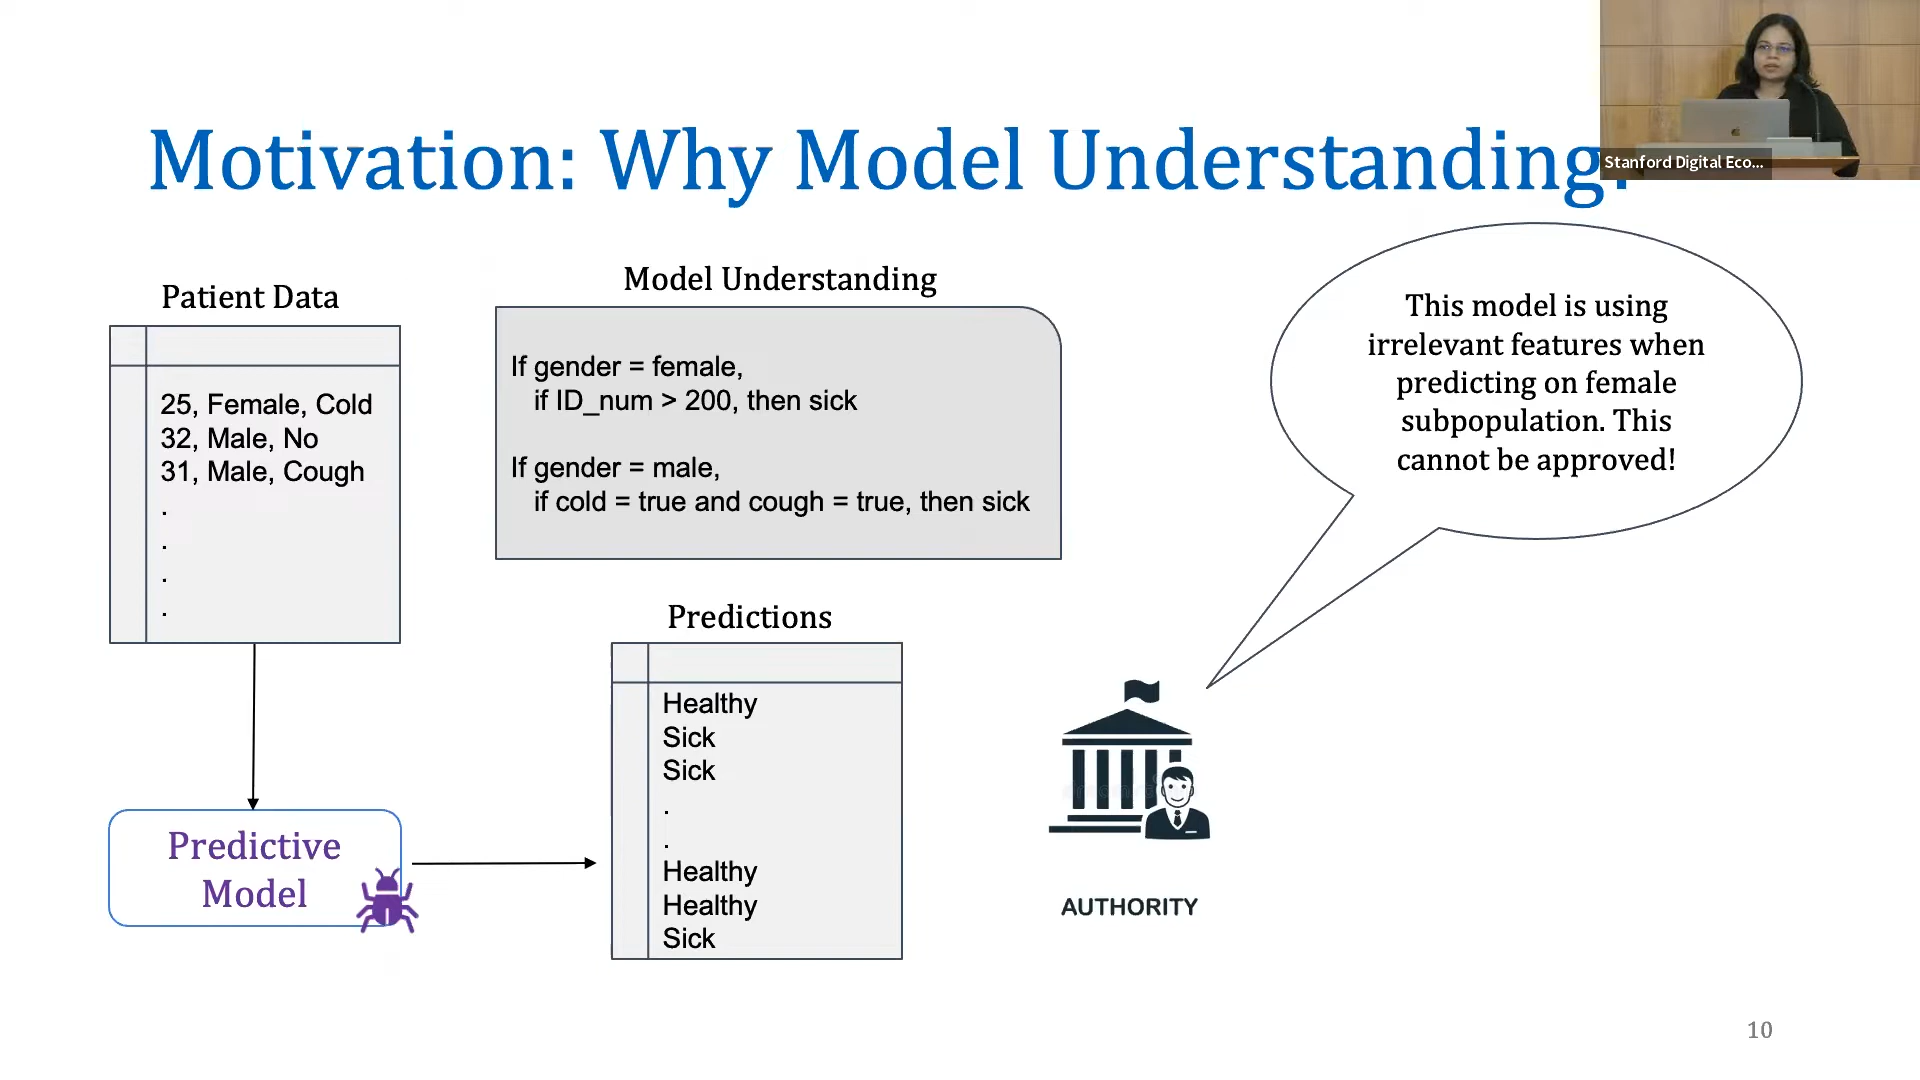 Motivation: Why Model Understanding?
Stanford Digital Eco...
Patient Data
25, Female, Cold
32, Male, No
31, Male, Cough
.
.
.
.
Model Understanding
If gender = female,
if ID_num > 200, then sick
If gender = male,
if cold = true and cough = true, then sick
This model is using
irrelevant features when
predicting on female
subpopulation. This
cannot be approved!
Predictions
Healthy
Sick
Sick
.
.
Healthy
Healthy
Sick
Predictive
Model
AUTHORITY
10